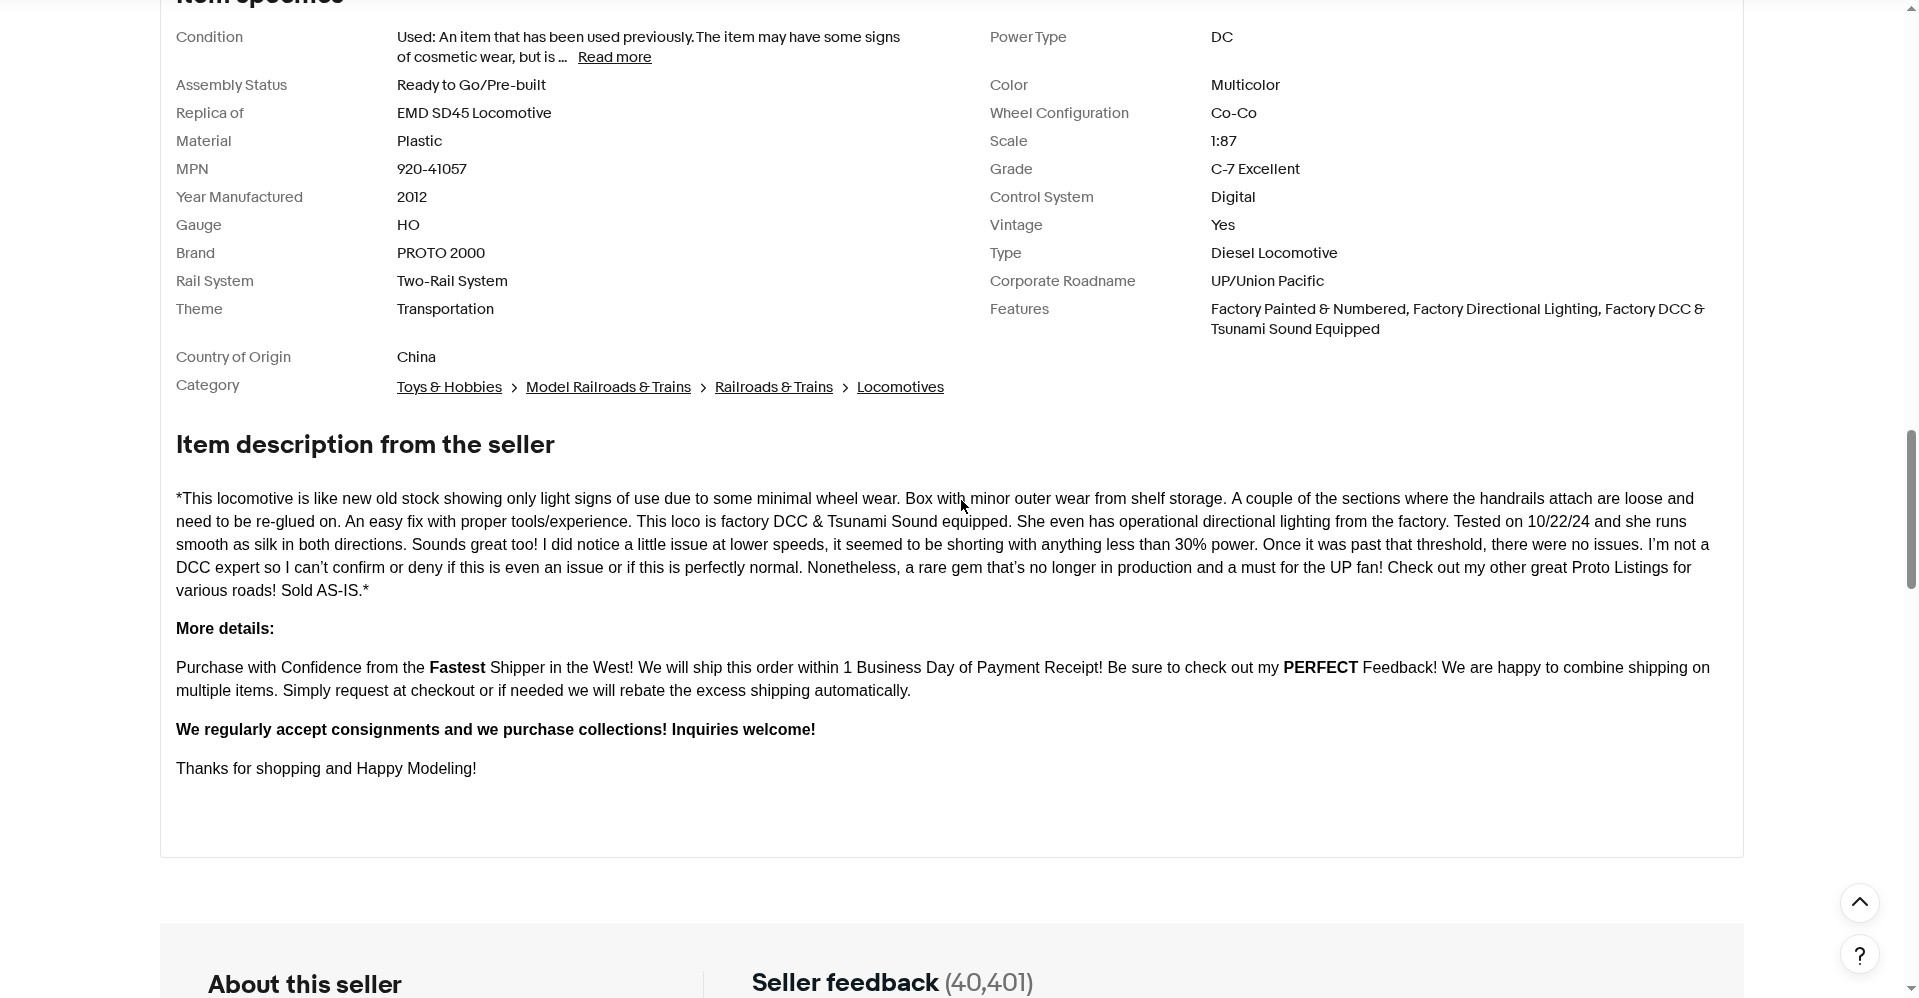 Condition
Used: An item that has been used previously. The item may have some signs
of cosmetic wear, but is ... Read more
Power Type
DC
Assembly Status
Ready to Go/Pre-built
Color
Multicolor
Replica of
EMD SD45 Locomotive
Wheel Configuration
Co-Co
Material
Plastic
Scale
1:87
MPN
920-41057
Grade
C-7 Excellent
Year Manufactured
2012
Control System
Digital
Gauge
HO
Vintage
Yes
Brand
PROTO 2000
Type
Diesel Locomotive
Rail System
Two-Rail System
Corporate Roadname
UP/Union Pacific
Theme
Transportation
Features
Factory Painted & Numbered, Factory Directional Lighting, Factory DCC &
Tsunami Sound Equipped
Country of Origin
China
Category
Toys & Hobbies > Model Railroads & Trains > Railroads & Trains > Locomotives
Item description from the seller
*This locomotive is like new old stock showing only light signs of use due to some minimal wheel wear. Box with minor outer wear from shelf storage. A couple of the sections where the handrails attach are loose and
need to be re-glued on. An easy fix with proper tools/experience. This loco is factory DCC & Tsunami Sound equipped. She even has operational directional lighting from the factory. Tested on 10/22/24 and she runs
smooth as silk in both directions. Sounds great too! I did notice a little issue at lower speeds, it seemed to be shorting with anything less than 30% power. Once it was past that threshold, there were no issues. I'm not a
DCC expert so I can't confirm or deny if this is even an issue or if this is perfectly normal. Nonetheless, a rare gem that's no longer in production and a must for the UP fan! Check out my other great Proto Listings for
various roads! Sold AS-IS.*
More details:
Purchase with Confidence from the Fastest Shipper in the West! We will ship this order within 1 Business Day of Payment Receipt! Be sure to check out my PERFECT Feedback! We are happy to combine shipping on
multiple items. Simply request at checkout or if needed we will rebate the excess shipping automatically.
We regularly accept consignments and we purchase collections! Inquiries welcome!
Thanks for shopping and Happy Modeling!
About this seller
Seller feedback (40,401)